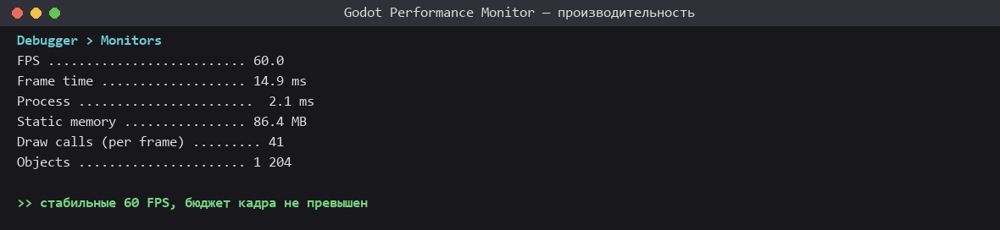 Godot Performance Monitor — производительность
Debugger > Monitors
FPS .......................... 60.0
Frame time ................... 14.9 ms
Process .......................  2.1 ms
Static memory ................ 86.4 MB
Draw calls (per frame) ......... 41
Objects ...................... 1 204
>> стабильные 60 FPS, бюджет кадра не превышен